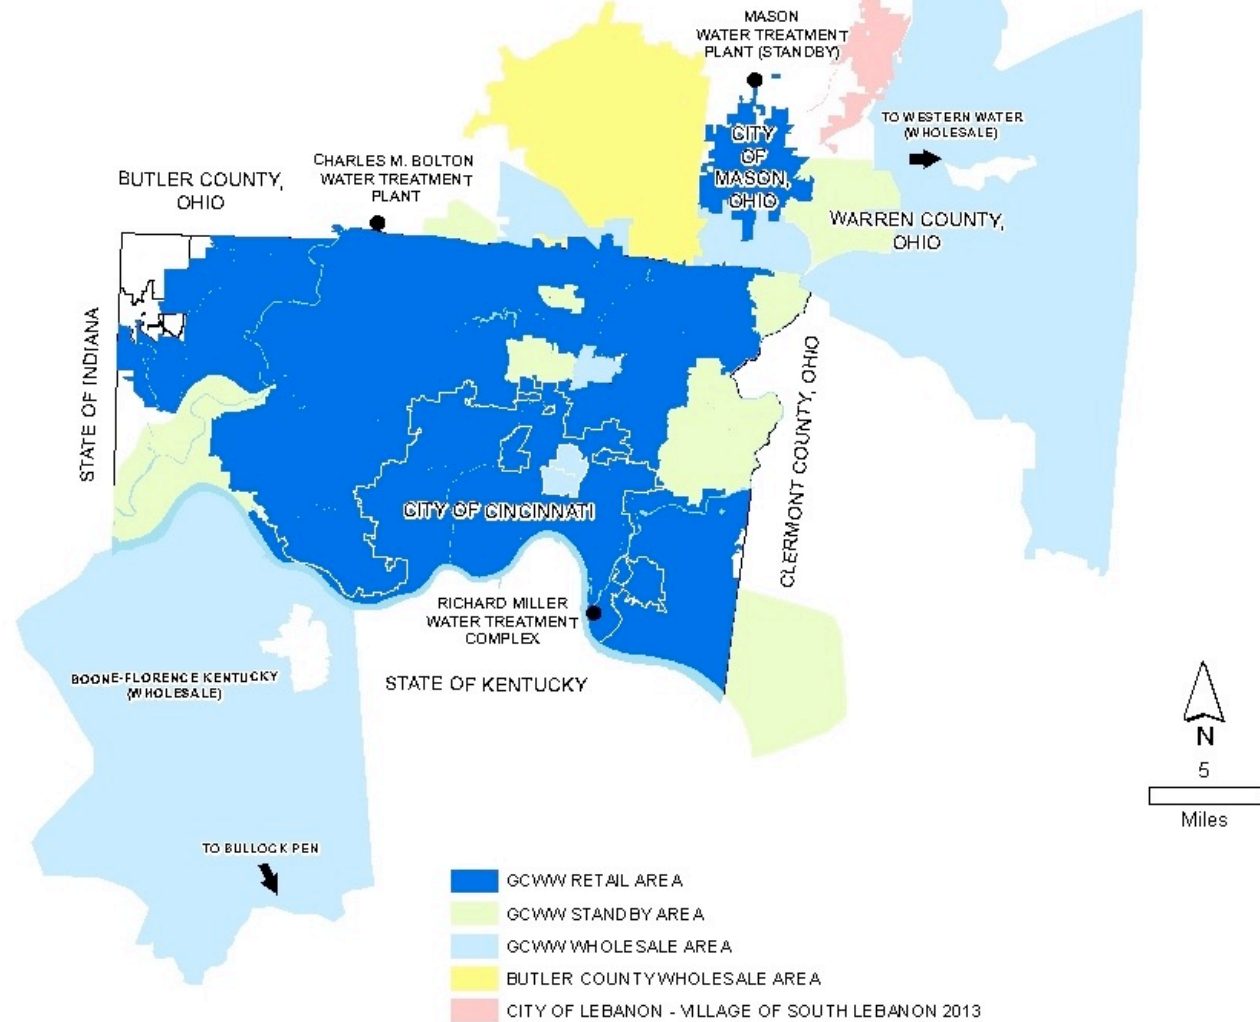 MASON
WATER TREATMENT
PLANT (STANDBY)
TO WESTERN WATER
(WHOLESALE)
CITY
OF
MASON,
OHIO
CHARLES M. BOLTON
WATER TREATMENT
PLANT
BUTLER COUNTY,
OHIO
WARREN COUNTY,
OHIO
STATE OF INDIANA
CLERMONT COUNTY, OHIO
CITY OF CINCINNATI
RICHARD MILLER
WATER TREATMENT
COMPLEX
BOONE-FLORENCE KENTUCKY
(WHOLESALE)
STATE OF KENTUCKY
N
5
Miles
TO BULLOCK PEN
GCWW RETAIL AREA
GCWW STANDBY AREA
GCWW WHOLESALE AREA
BUTLER COUNTY WHOLESALE AREA
CITY OF LEBANON - VILLAGE OF SOUTH LEBANON 2013